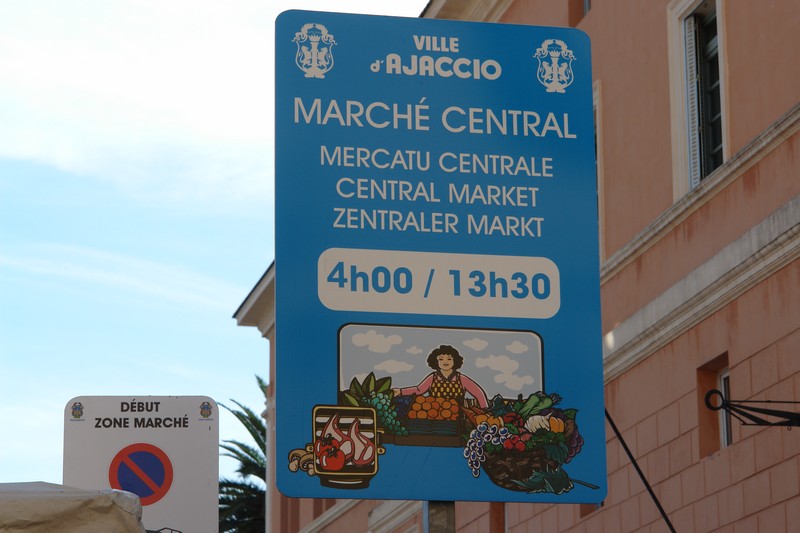 VILLE
d'AJACCIO
MARCHÉ CENTRAL
MERCATU CENTRALE
CENTRAL MARKET
ZENTRALER MARKT
4h00 / 13h30
DÉBUT
ZONE MARCHÉ